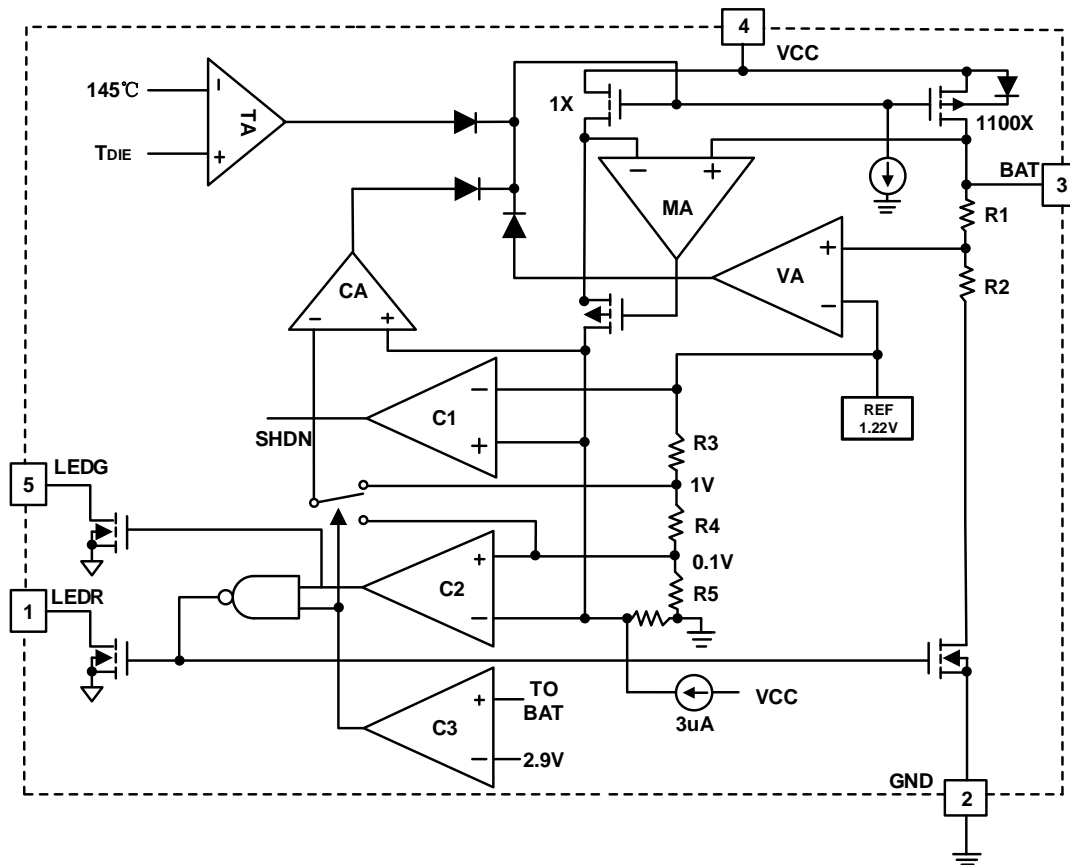 4
VCC
145℃
TA
−
+
TDIE
1X
1100X
BAT
3
− +
MA
R1
+
VA
−
R2
CA
− +
REF
1.22V
−
C1
+
SHDN
R3
1V
LEDG
5
R4
+
C2
−
0.1V
R5
LEDR
1
3uA
VCC
+
C3
−
TO
BAT
2.9V
GND
2